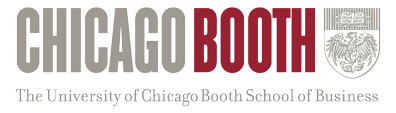 CHICAGO BOOTH
The University of Chicago Booth School of Business